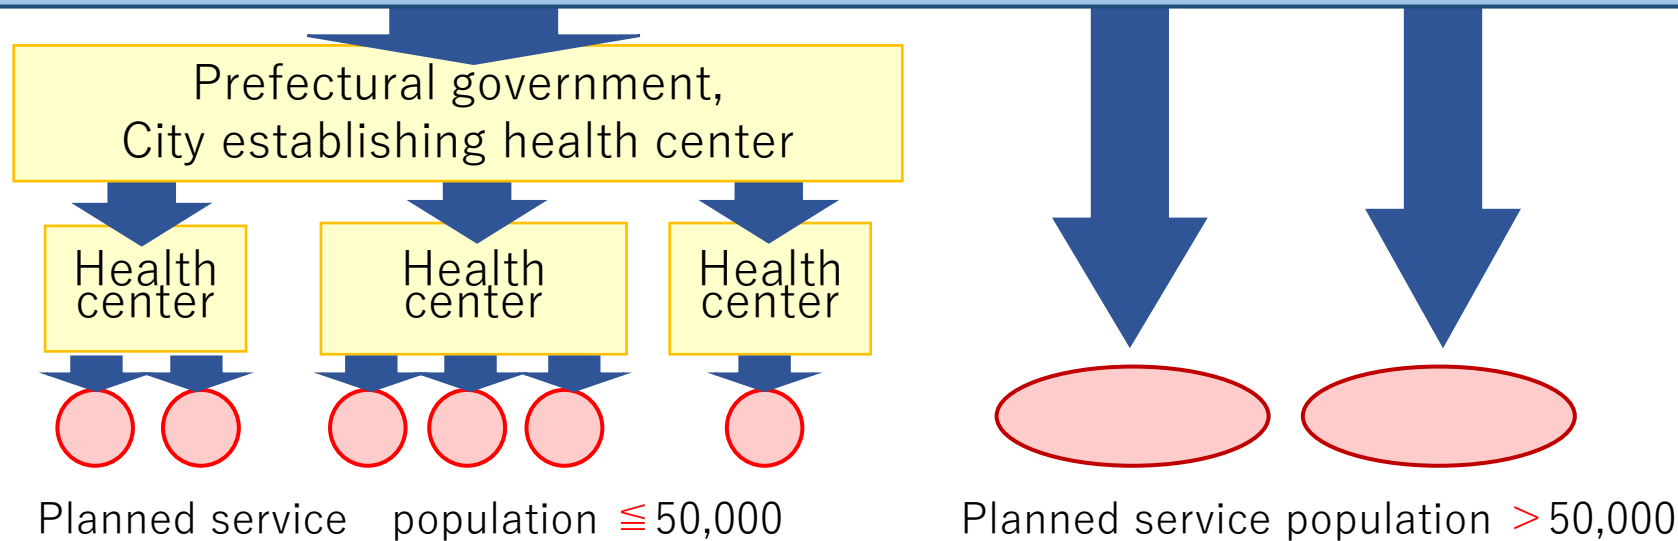 Prefectural government,
City establishing health center
Health
center
Health
center
Health
center
Planned service population ≦ 50,000
Planned service population > 50,000